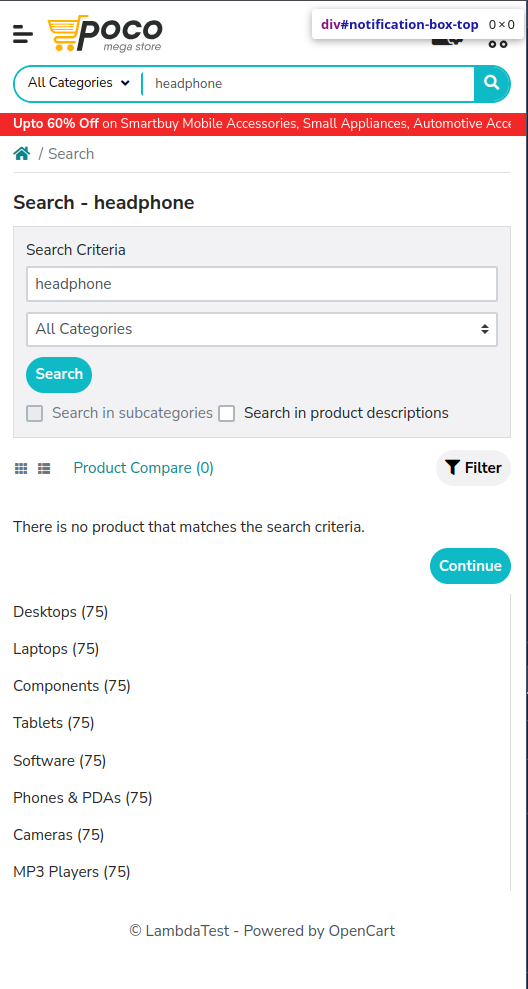 POCO
mega store
div#notification-box-top 0×0
All Categories headphone
Upto 60% Off on Smartbuy Mobile Accessories, Small Appliances, Automotive Acce
/ Search
Search - headphone
Search Criteria
headphone
All Categories
Search
Search in subcategories Search in product descriptions
Product Compare (0) Filter
There is no product that matches the search criteria.
Continue
Desktops (75)
Laptops (75)
Components (75)
Tablets (75)
Software (75)
Phones & PDAs (75)
Cameras (75)
MP3 Players (75)
© LambdaTest - Powered by OpenCart